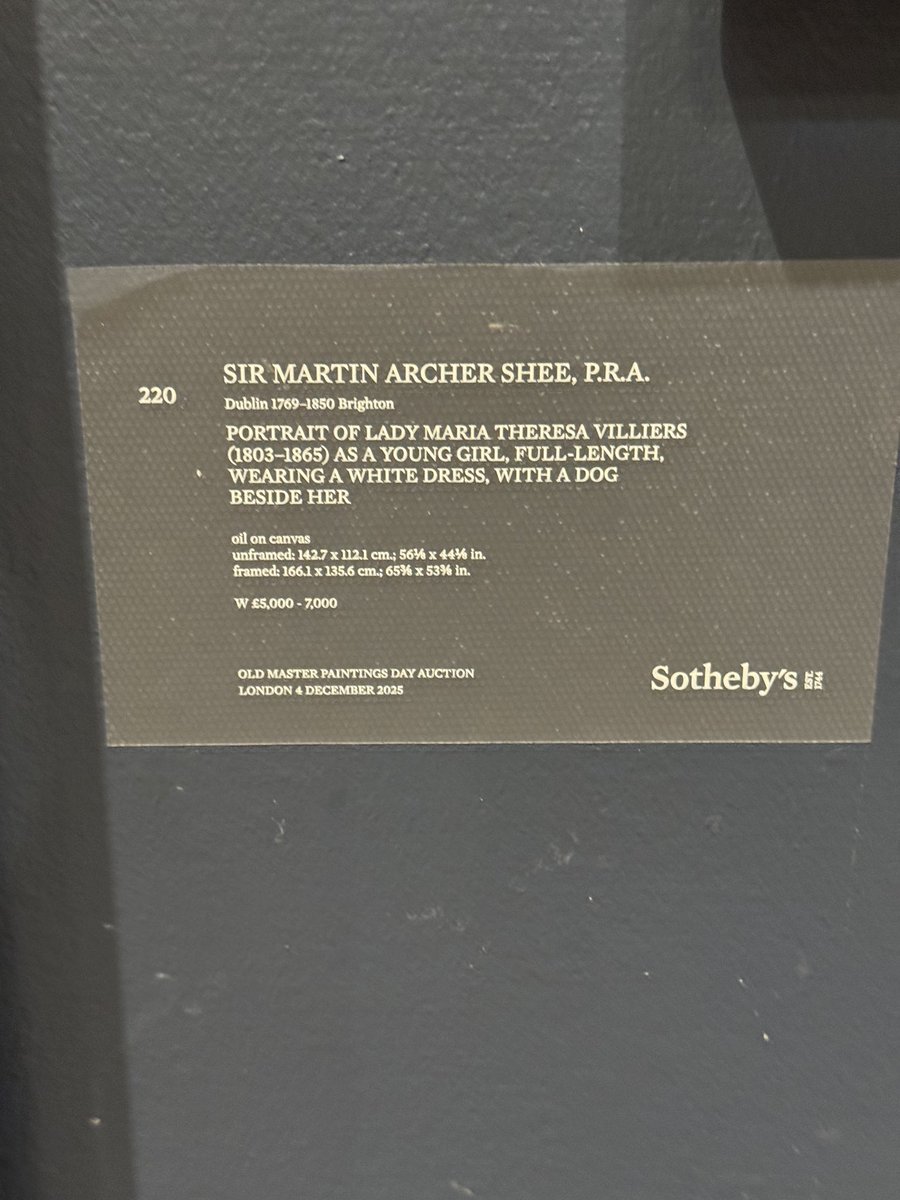 220
SIR MARTIN ARCHER SHEE, P.R.A.
Dublin 1769–1850 Brighton
PORTRAIT OF LADY MARIA THERESA VILLIERS
(1803–1865) AS A YOUNG GIRL, FULL-LENGTH,
WEARING A WHITE DRESS, WITH A DOG
BESIDE HER
oil on canvas
unframed: 142.7 x 112.1 cm.; 56⅛ x 44⅛ in.
framed: 166.1 x 135.6 cm.; 65⅜ x 53⅜ in.
W £5,000 - 7,000
OLD MASTER PAINTINGS DAY AUCTION
LONDON 4 DECEMBER 2025
Sotheby's EST. 1744